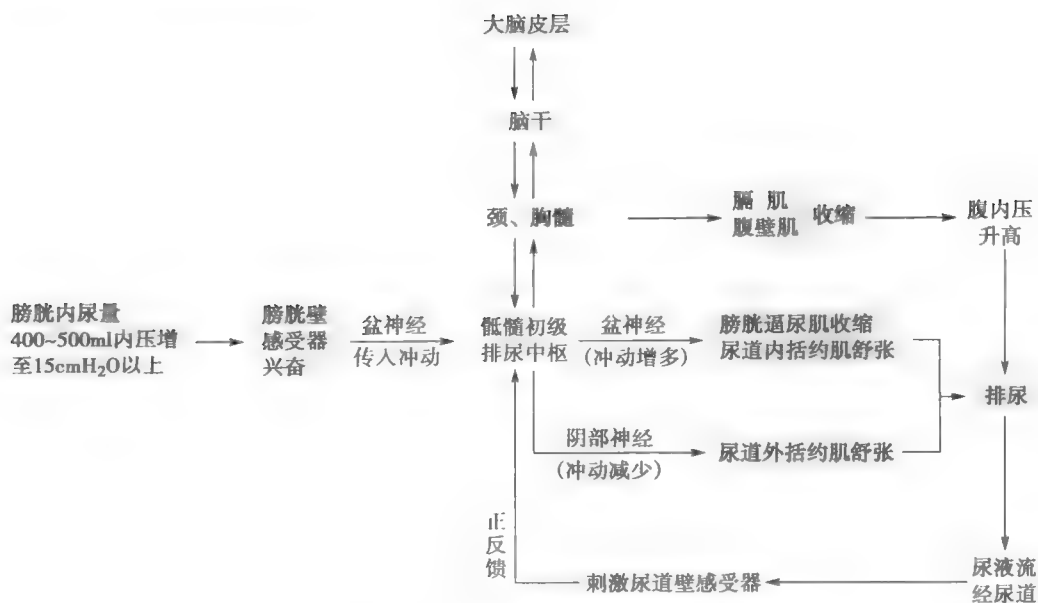 大脑皮层
脑干
颈、胸髓
膈 肌
腹壁肌
收缩
腹内压
升高
膀胱内尿量
400~500ml内压增
至15cmH₂O以上
膀胱壁
感受器
兴奋
盆神经
传入冲动
骶髓初级
排尿中枢
盆神经
(冲动增多)
膀胱逼尿肌收缩
尿道内括约肌舒张
排尿
阴部神经
(冲动减少)
尿道外括约肌舒张
正
反
馈
刺激尿道壁感受器
尿液流
经尿道